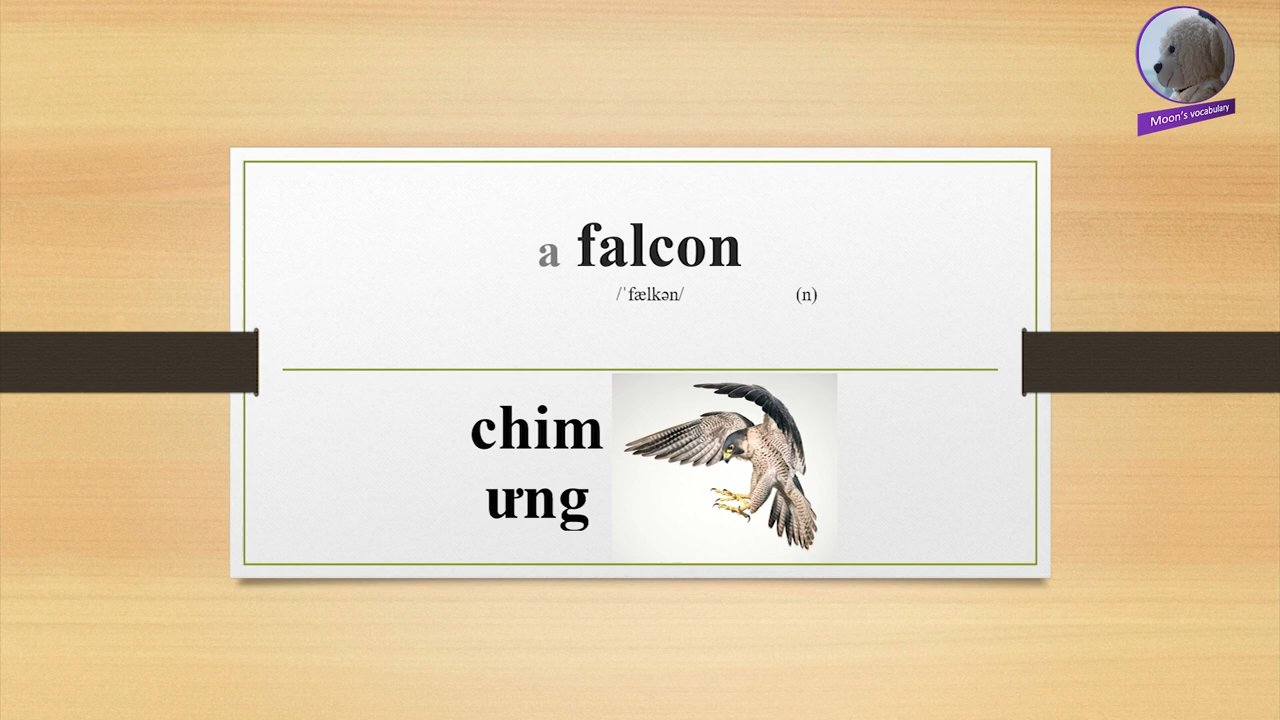 Moon's vocabulary
a falcon
/ˈfælkən/ (n)
chim
ưng